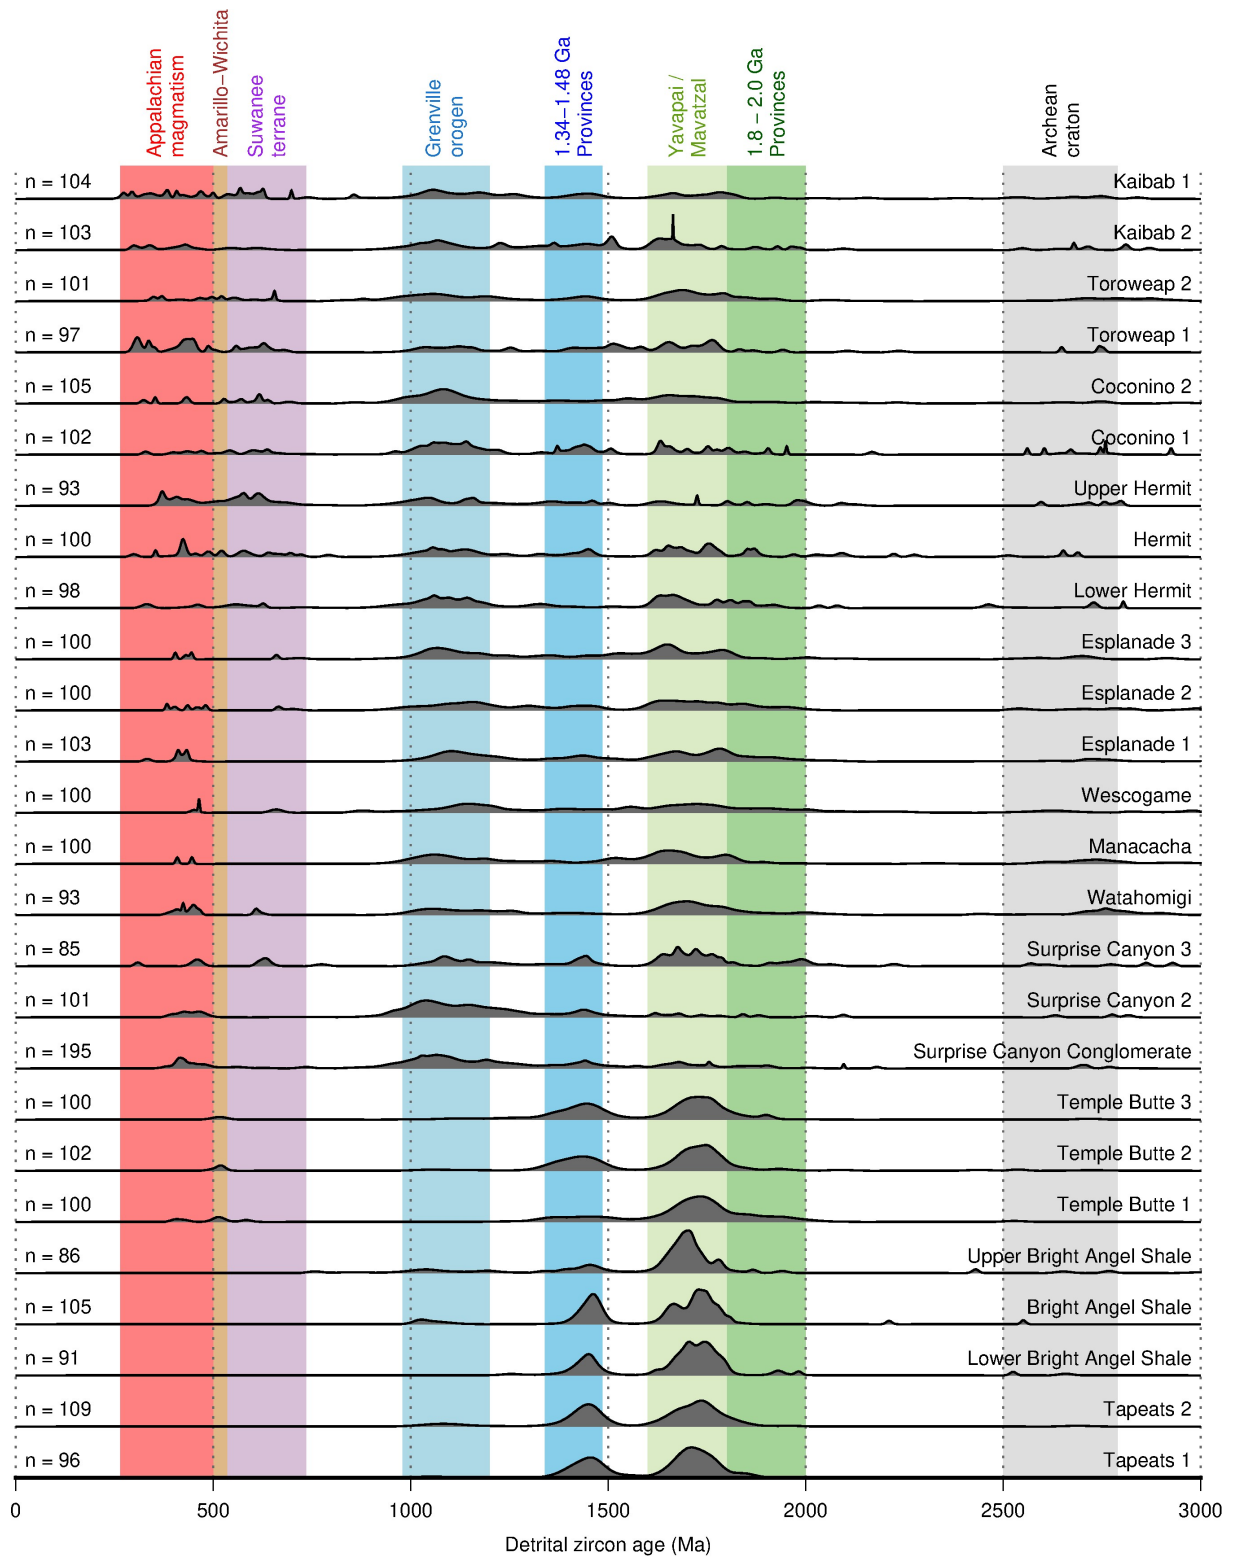 Appalachian
magmatism
Amarillo–Wichita
Suwanee
terrane
Grenville
orogen
1.34–1.48 Ga
Provinces
Yavapai /
Mavatzal
1.8 – 2.0 Ga
Provinces
Archean
craton
n = 104 Kaibab 1
n = 103 Kaibab 2
n = 101 Toroweap 2
n = 97 Toroweap 1
n = 105 Coconino 2
n = 102 Coconino 1
n = 93 Upper Hermit
n = 100 Hermit
n = 98 Lower Hermit
n = 100 Esplanade 3
n = 100 Esplanade 2
n = 103 Esplanade 1
n = 100 Wescogame
n = 100 Manacacha
n = 93 Watahomigi
n = 85 Surprise Canyon 3
n = 101 Surprise Canyon 2
n = 195 Surprise Canyon Conglomerate
n = 100 Temple Butte 3
n = 102 Temple Butte 2
n = 100 Temple Butte 1
n = 86 Upper Bright Angel Shale
n = 105 Bright Angel Shale
n = 91 Lower Bright Angel Shale
n = 109 Tapeats 2
n = 96 Tapeats 1
0 500 1000 1500 2000 2500 3000
Detrital zircon age (Ma)